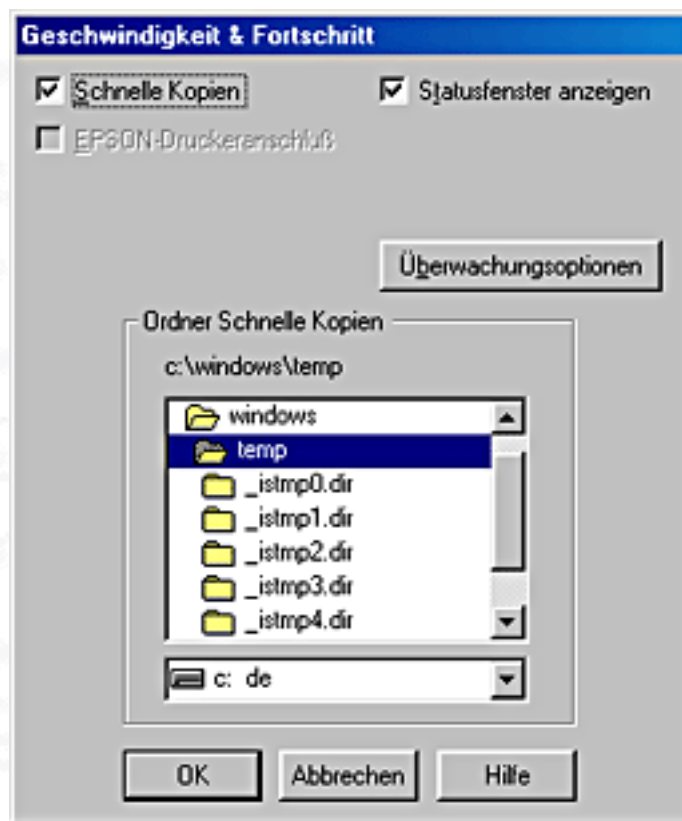 Geschwindigkeit & Fortschritt
Schnelle Kopien
Statusfenster anzeigen
EPSON-Druckeranschluß
Überwachungsoptionen
Ordner Schnelle Kopien
c:\windows\temp
windows
temp
_istmp0.dir
_istmp1.dir
_istmp2.dir
_istmp3.dir
_istmp4.dir
c: de
OK
Abbrechen
Hilfe